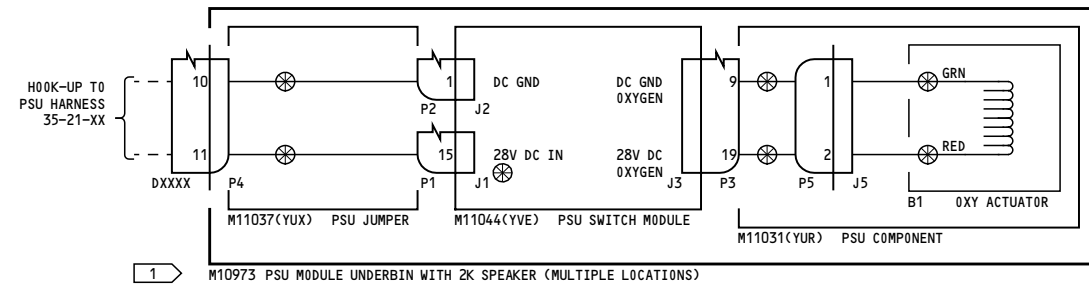 HOOK-UP TO
PSU HARNESS
35-21-XX
10
11
DXXXX
P4
1
P2
J2
15
P1
J1
DC GND
28V DC IN
M11037(YUX) PSU JUMPER
DC GND
OXYGEN
28V DC
OXYGEN
J3
9
19
P3
M11044(YVE) PSU SWITCH MODULE
1
2
P5
J5
GRN
RED
B1 OXY ACTUATOR
M11031(YUR) PSU COMPONENT
1
M10973 PSU MODULE UNDERBIN WITH 2K SPEAKER (MULTIPLE LOCATIONS)